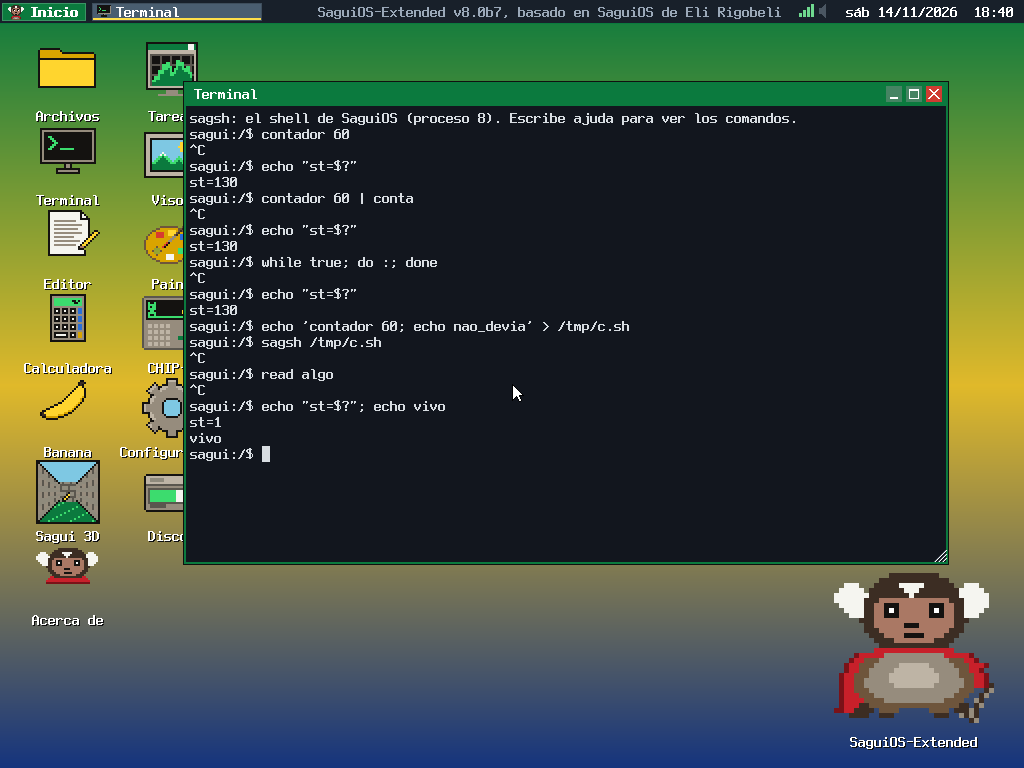 Inicio
Terminal
SaguiOS-Extended v8.0b7, basado en SaguiOS de Eli Rigobeli
sáb 14/11/2026 18:40
Archivos
Terminal
Editor
Calculadora
Banana
Sagui 3D
Acerca de
Pain
CHIP
Configur
Disc
Terminal
sagsh: el shell de SaguiOS (proceso 8). Escribe ajuda para ver los comandos.
sagui:/$ contador 60
^C
sagui:/$ echo "st=$?"
st=130
sagui:/$ contador 60 | conta
^C
sagui:/$ echo "st=$?"
st=130
sagui:/$ while true; do :; done
^C
sagui:/$ echo "st=$?"
st=130
sagui:/$ echo 'contador 60; echo nao_devia' > /tmp/c.sh
sagui:/$ sagsh /tmp/c.sh
^C
sagui:/$ read algo
^C
sagui:/$ echo "st=$?"; echo vivo
st=1
vivo
sagui:/$
SaguiOS-Extended